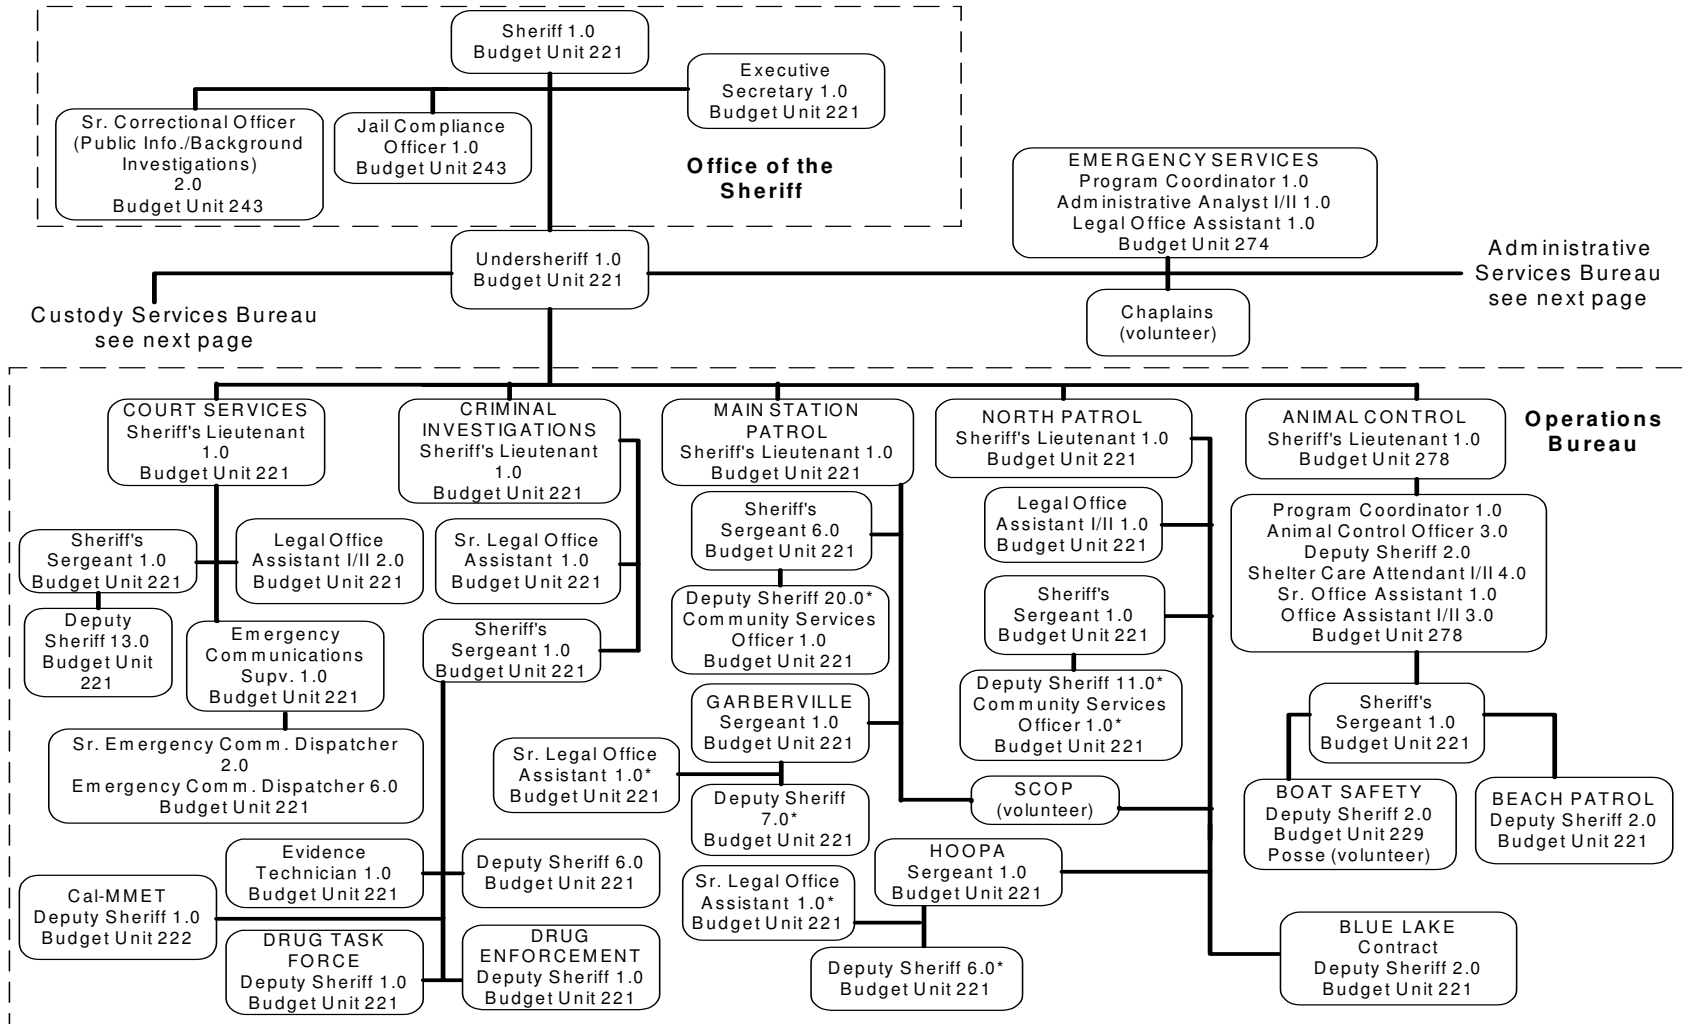 Sheriff 1.0
Budget Unit 221
Executive
Secretary 1.0
Budget Unit 221
Sr. Correctional Officer
(Public Info./Background
Investigations)
2.0
Budget Unit 243
Jail Compliance
Officer 1.0
Budget Unit 243
Office of the
Sheriff
EMERGENCY SERVICES
Program Coordinator 1.0
Administrative Analyst I/II 1.0
Legal Office Assistant 1.0
Budget Unit 274
Undersheriff 1.0
Budget Unit 221
Administrative
Services Bureau
see next page
Custody Services Bureau
see next page
Chaplains
(volunteer)
Operations
Bureau
COURT SERVICES
Sheriff's Lieutenant
1.0
Budget Unit 221
CRIMINAL
INVESTIGATIONS
Sheriff's Lieutenant
1.0
Budget Unit 221
MAIN STATION
PATROL
Sheriff's Lieutenant 1.0
Budget Unit 221
NORTH PATROL
Sheriff's Lieutenant 1.0
Budget Unit 221
ANIMAL CONTROL
Sheriff's Lieutenant 1.0
Budget Unit 278
Sheriff's
Sergeant 1.0
Budget Unit 221
Legal Office
Assistant I/II 2.0
Budget Unit 221
Deputy
Sheriff 13.0
Budget Unit
221
Emergency
Communications
Supv. 1.0
Budget Unit 221
Sr. Emergency Comm. Dispatcher
2.0
Emergency Comm. Dispatcher 6.0
Budget Unit 221
Sr. Legal Office
Assistant 1.0
Budget Unit 221
Sheriff's
Sergeant 1.0
Budget Unit 221
Evidence
Technician 1.0
Budget Unit 221
Deputy Sheriff 6.0
Budget Unit 221
Cal-MMET
Deputy Sheriff 1.0
Budget Unit 222
DRUG TASK
FORCE
Deputy Sheriff 1.0
Budget Unit 221
DRUG
ENFORCEMENT
Deputy Sheriff 1.0
Budget Unit 221
Sheriff's
Sergeant 6.0
Budget Unit 221
Deputy Sheriff 20.0*
Community Services
Officer 1.0
Budget Unit 221
GARBERVILLE
Sergeant 1.0
Budget Unit 221
Sr. Legal Office
Assistant 1.0*
Budget Unit 221
Deputy Sheriff
7.0*
Budget Unit 221
Legal Office
Assistant I/II 1.0
Budget Unit 221
Sheriff's
Sergeant 1.0
Budget Unit 221
Deputy Sheriff 11.0*
Community Services
Officer 1.0*
Budget Unit 221
SCOP
(volunteer)
HOOPA
Sergeant 1.0
Budget Unit 221
Sr. Legal Office
Assistant 1.0*
Budget Unit 221
Deputy Sheriff 6.0*
Budget Unit 221
Program Coordinator 1.0
Animal Control Officer 3.0
Deputy Sheriff 2.0
Shelter Care Attendant I/II 4.0
Sr. Office Assistant 1.0
Office Assistant I/II 3.0
Budget Unit 278
Sheriff's
Sergeant 1.0
Budget Unit 221
BOAT SAFETY
Deputy Sheriff 2.0
Budget Unit 229
Posse (volunteer)
BEACH PATROL
Deputy Sheriff 2.0
Budget Unit 221
BLUE LAKE
Contract
Deputy Sheriff 2.0
Budget Unit 221